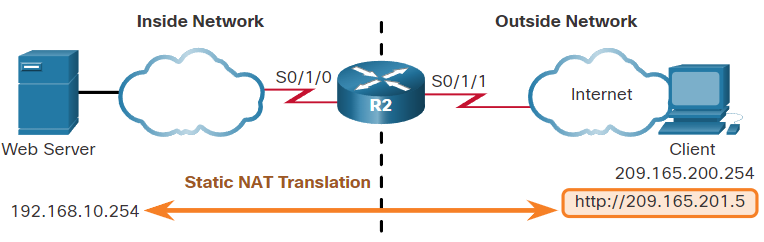 Inside Network
Outside Network
S0/1/0
S0/1/1
R2
Internet
Web Server
Client
209.165.200.254
Static NAT Translation
192.168.10.254
http://209.165.201.5